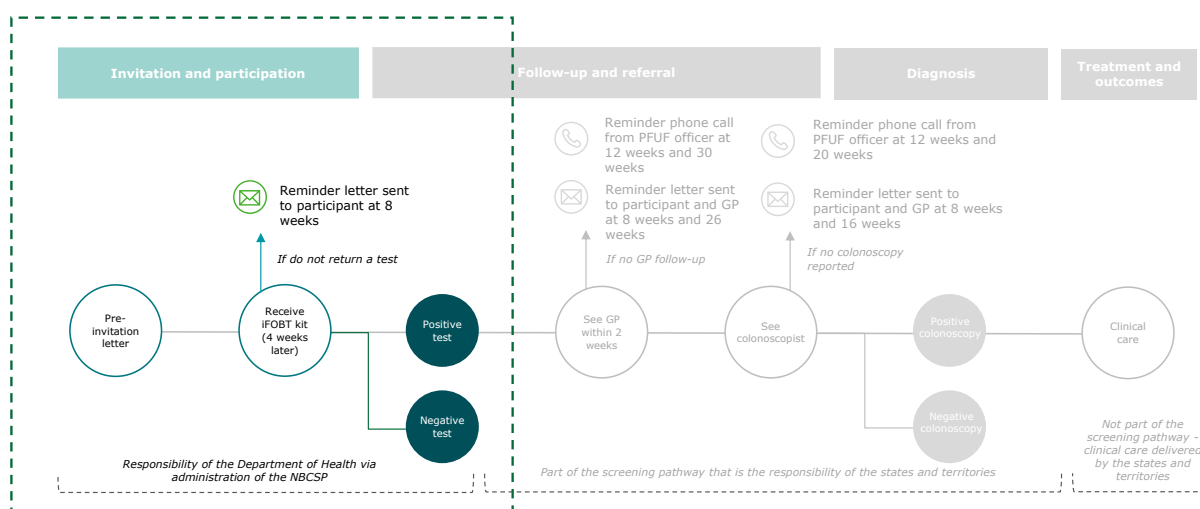 Invitation and participation
Follow-up and referral
Diagnosis
Treatment and
outcomes
Reminder phone call
from PFUF officer at
12 weeks and 30
weeks
Reminder phone call from
PFUF officer at 12 weeks and
20 weeks
Reminder letter sent
to participant at 8
weeks
Reminder letter sent
to participant and GP
at 8 weeks and 26
weeks
Reminder letter sent to
participant and GP at 8 weeks
and 16 weeks
If do not return a test
If no GP follow-up
If no colonoscopy
reported
Pre-
invitation
letter
Receive
iFOBT kit
(4 weeks
later)
Positive
test
See GP
within 2
weeks
See
colonoscopist
Positive
colonoscopy
Clinical
care
Negative
test
Negative
colonoscopy
Responsibility of the Department of Health via
administration of the NBCSP
Part of the screening pathway that is the responsibility of the states and territories
Not part of the
screening pathway -
clinical care delivered
by the states and
territories